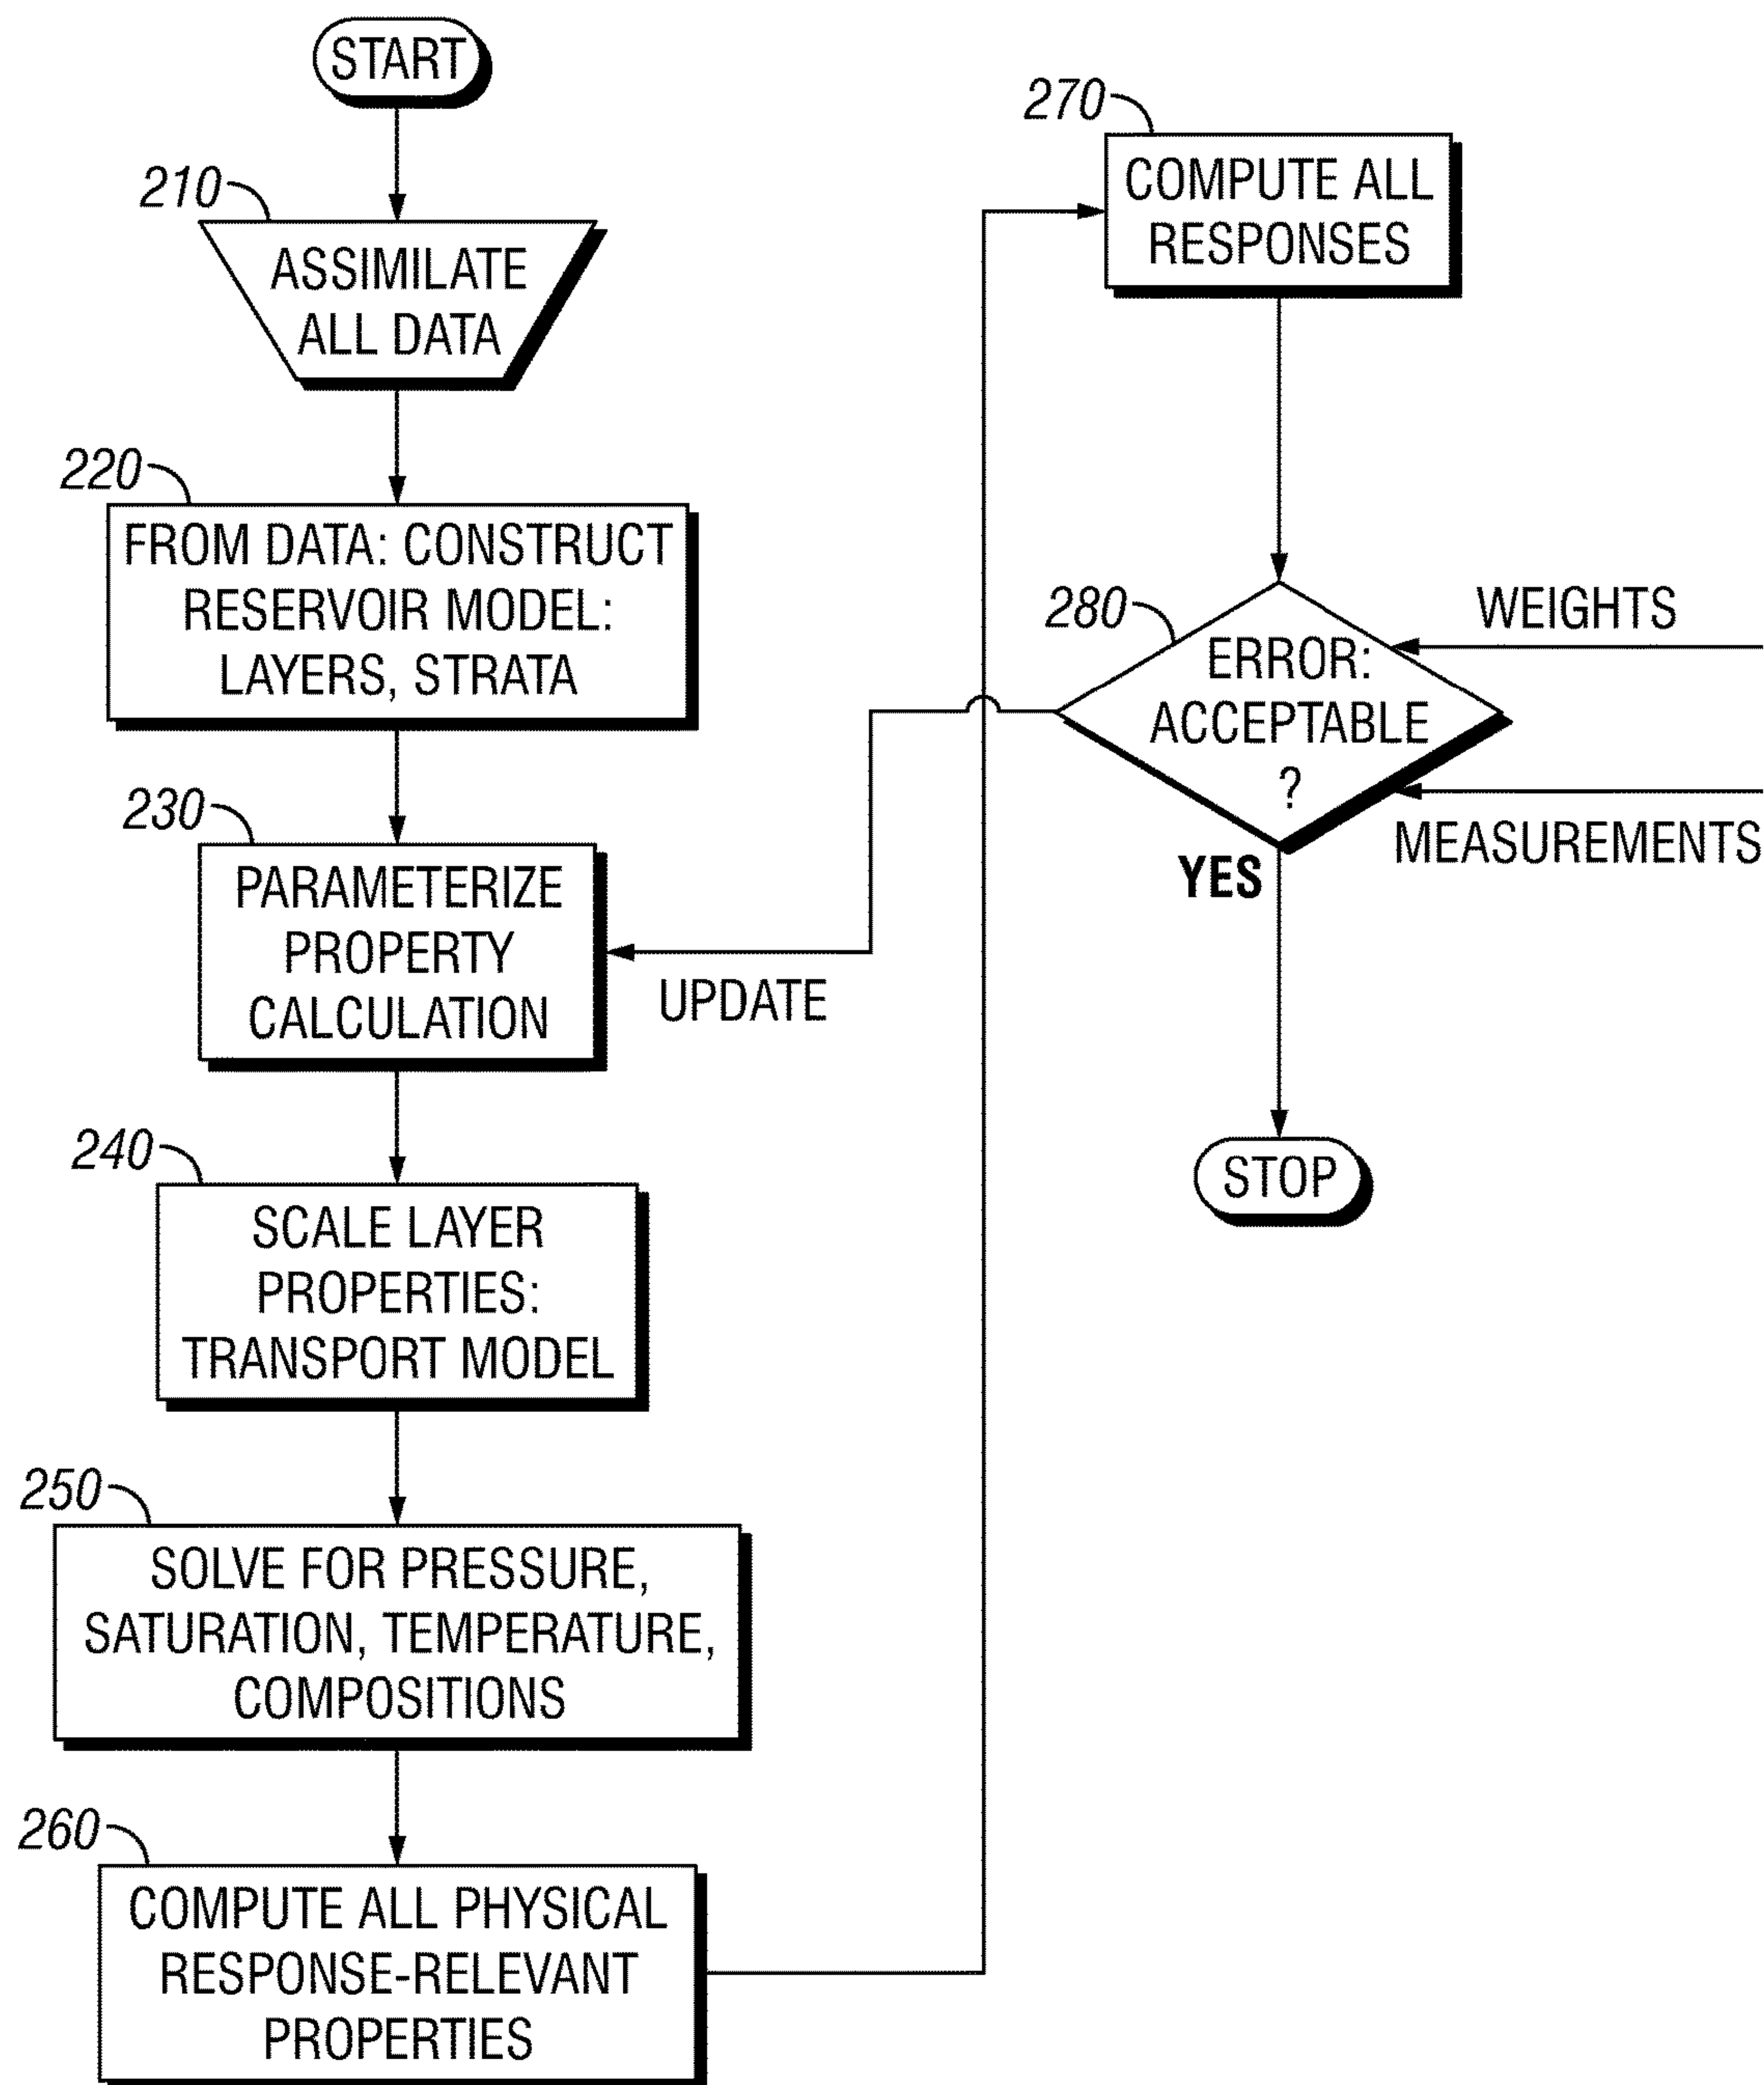 START
210
ASSIMILATE
ALL DATA
220
FROM DATA: CONSTRUCT
RESERVOIR MODEL:
LAYERS, STRATA
230
PARAMETERIZE
PROPERTY
CALCULATION
UPDATE
240
SCALE LAYER
PROPERTIES:
TRANSPORT MODEL
250
SOLVE FOR PRESSURE,
SATURATION, TEMPERATURE,
COMPOSITIONS
260
COMPUTE ALL PHYSICAL
RESPONSE-RELEVANT
PROPERTIES
270
COMPUTE ALL
RESPONSES
280
ERROR:
ACCEPTABLE
?
WEIGHTS
MEASUREMENTS
YES
STOP